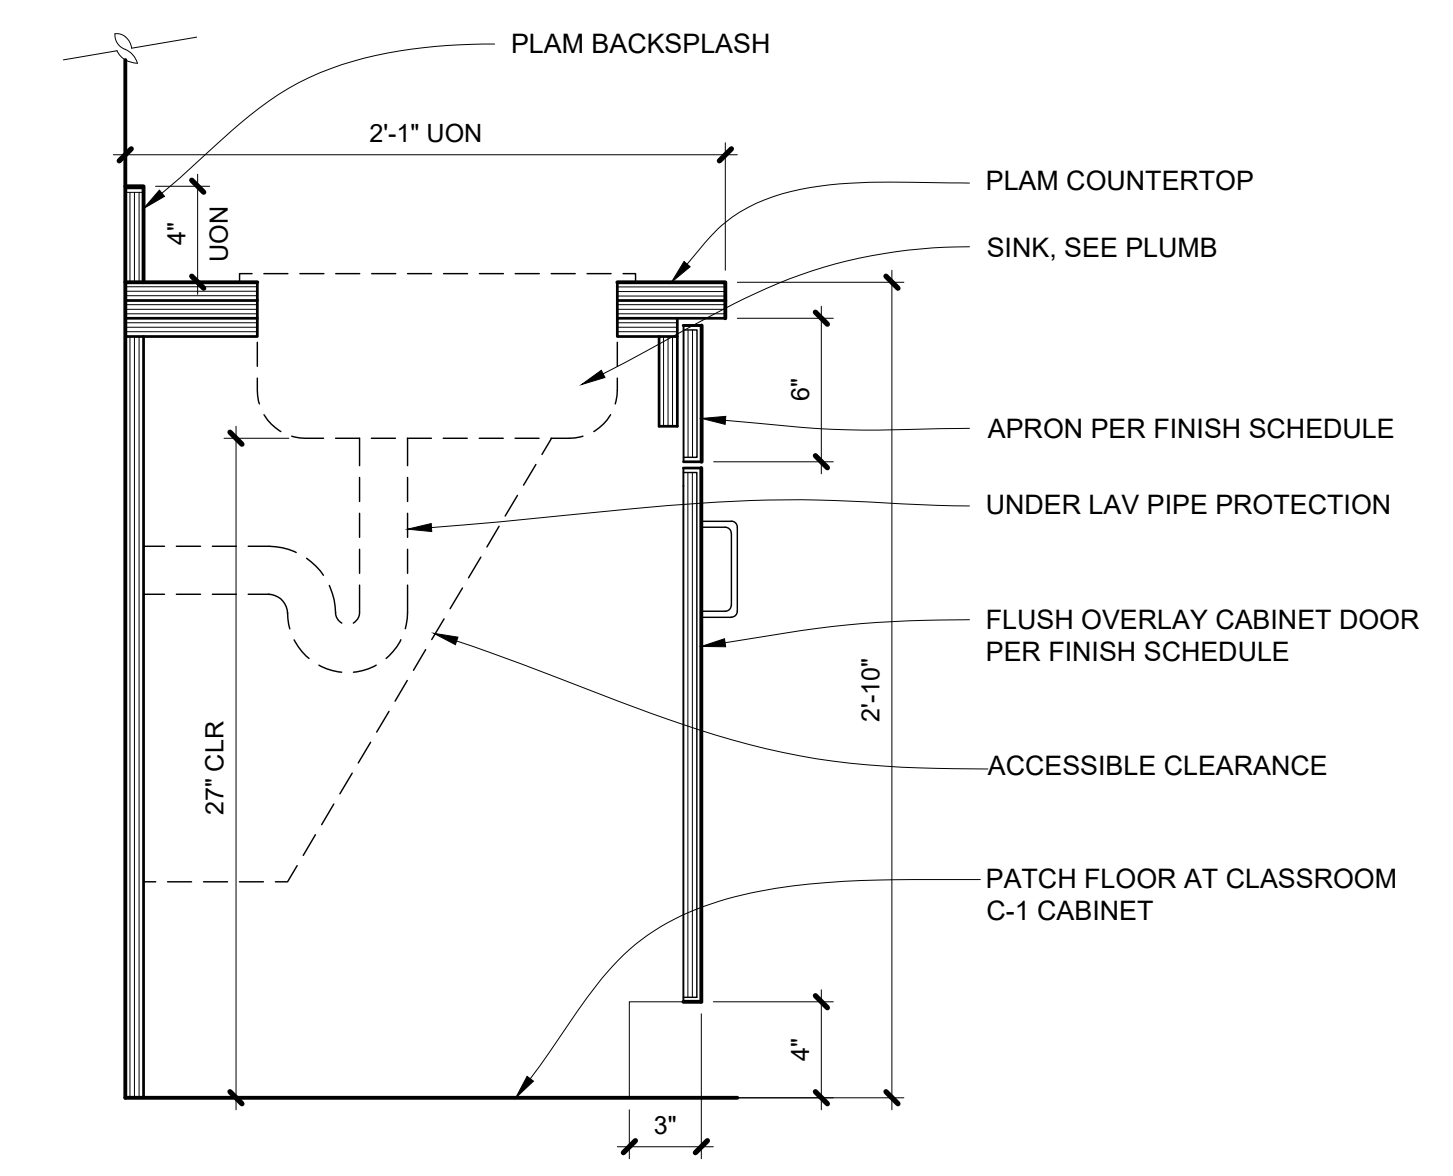 PLAM BACKSPLASH
2'-1" UON
PLAM COUNTERTOP
4"
UON
SINK, SEE PLUMB
6"
APRON PER FINISH SCHEDULE
UNDER LAV PIPE PROTECTION
FLUSH OVERLAY CABINET DOOR
PER FINISH SCHEDULE
2'-10"
27" CLR
ACCESSIBLE CLEARANCE
PATCH FLOOR AT CLASSROOM
C-1 CABINET
4"
3"